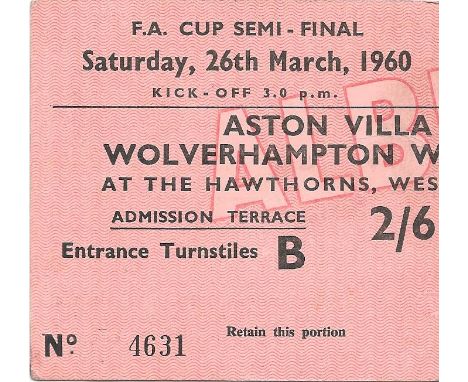 F.A. CUP SEMI-FINAL
Saturday, 26th March, 1960
KICK-OFF 3.0 p.m.
ALB
ASTON VILLA
WOLVERHAMPTON W
AT THE HAWTHORNS, WES
ADMISSION TERRACE 2/6
Entrance Turnstiles B
Retain this portion
No. 4631